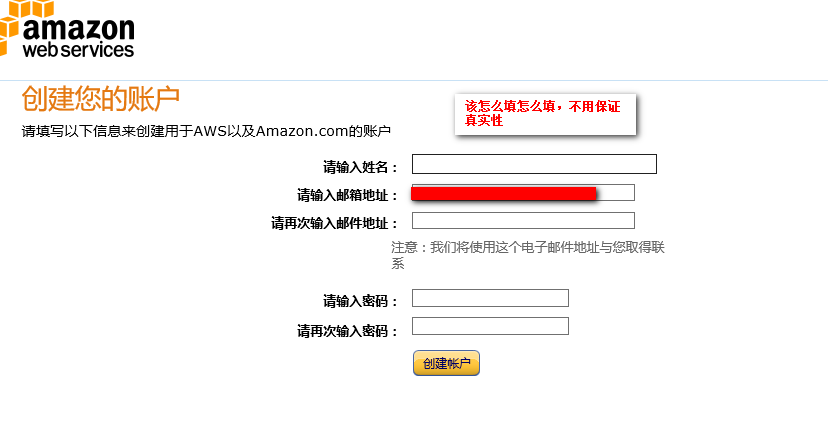 amazon
web services
创建您的账户
请填写以下信息来创建用于AWS以及Amazon.com的账户
该怎么填怎么填，不用保证
真实性
请输入姓名：
请输入邮箱地址：
请再次输入邮件地址：
注意：我们将使用这个电子邮件地址与您取得联
系
请输入密码：
请再次输入密码：
创建帐户